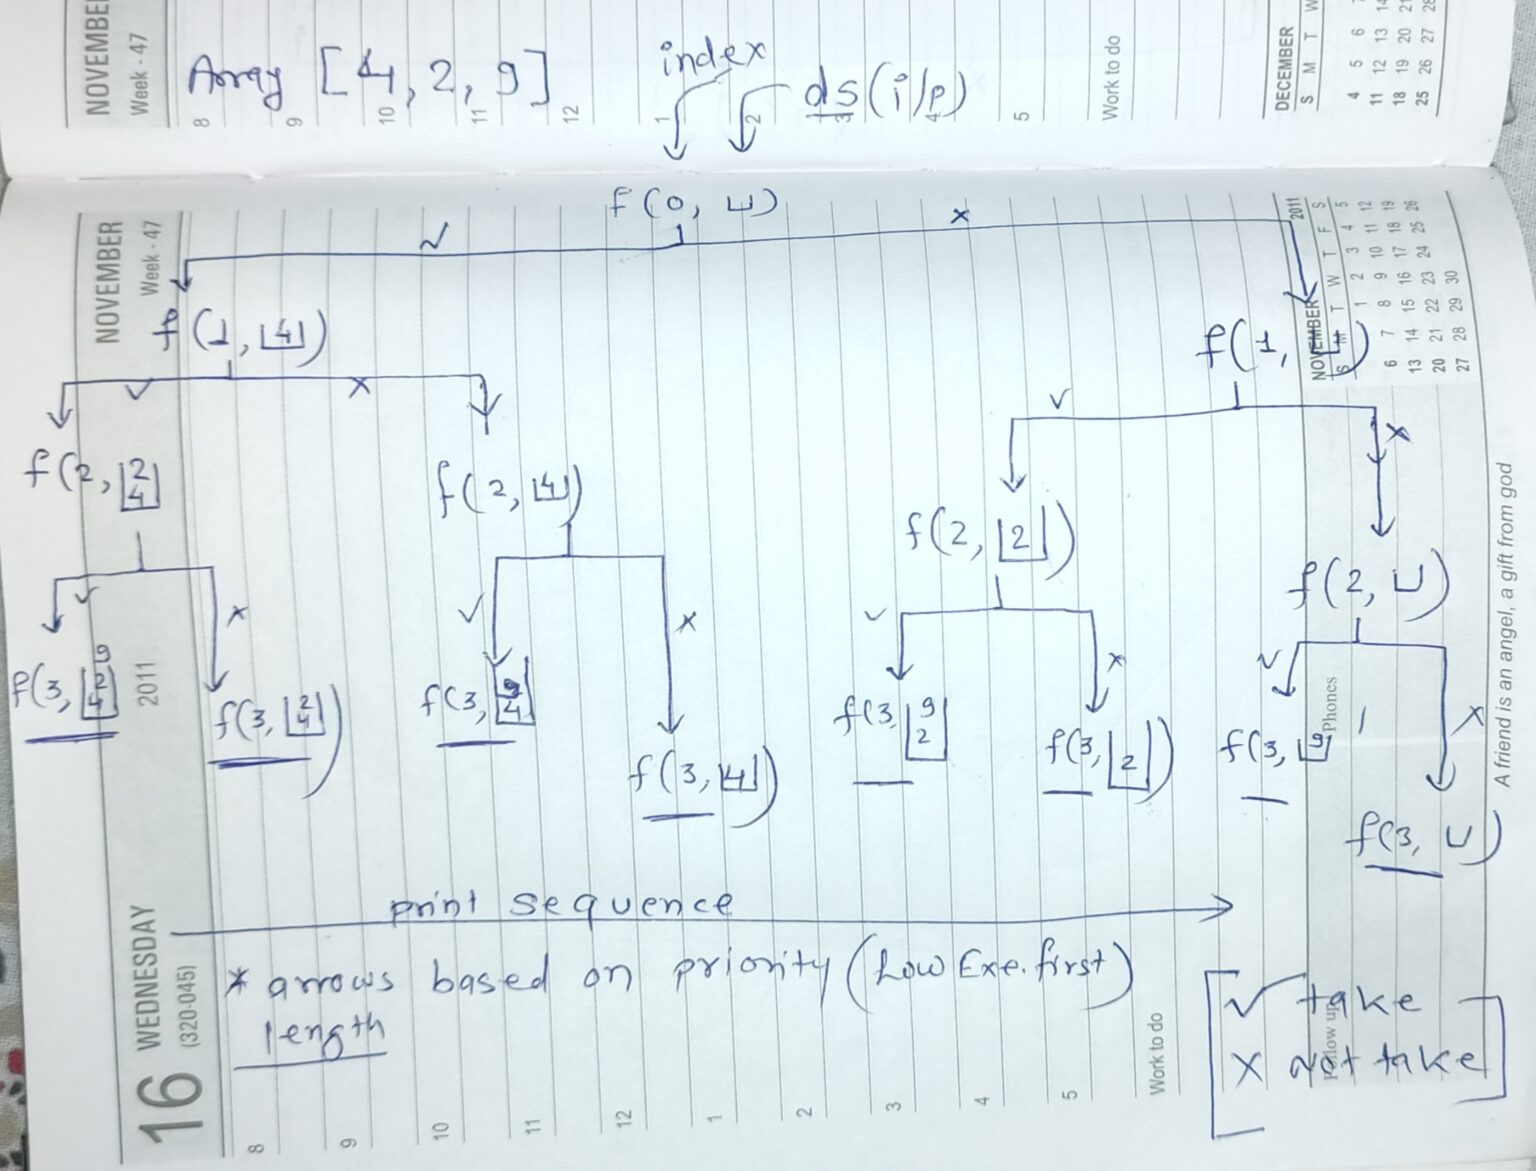 NOVEMBER
Week - 47
Array [4, 2, 9]
index
ds(i/p)
8 9 10 11 12 1 2 3 4 5
Work to do
DECEMBER
S M T W
4 5 6 7
11 12 13 14
18 19 20 21
25 26 27 28
NOVEMBER
Week - 47
f(0, ⊔)
✓ ×
2011
NOVEMBER
S M T W T F S
1 2 3 4 5
6 7 8 9 10 11 12
13 14 15 16 17 18 19
20 21 22 23 24 25 26
27 28 29 30
f(1, 4)
f(1, ⊔)
✓ × ✓ ×
f(2, 2 4
f(2, 4)
f(2, 2)
f(2, ⊔)
✓ × ✓ × ✓ × ✓ ×
f(3, 9 2 4
f(3, 2 4)
f(3, 9 4
f(3, 4)
f(3, 9 2
f(3, 2)
f(3, 9
f(3, ⊔)
2011
Phones
A friend is an angel, a gift from god
print sequence
16 WEDNESDAY
(320-045)
* arrows based on priority (Low Exe. first)
length
✓ take
× not take
Follow up
8 9 10 11 12 1 2 3 4 5
Work to do